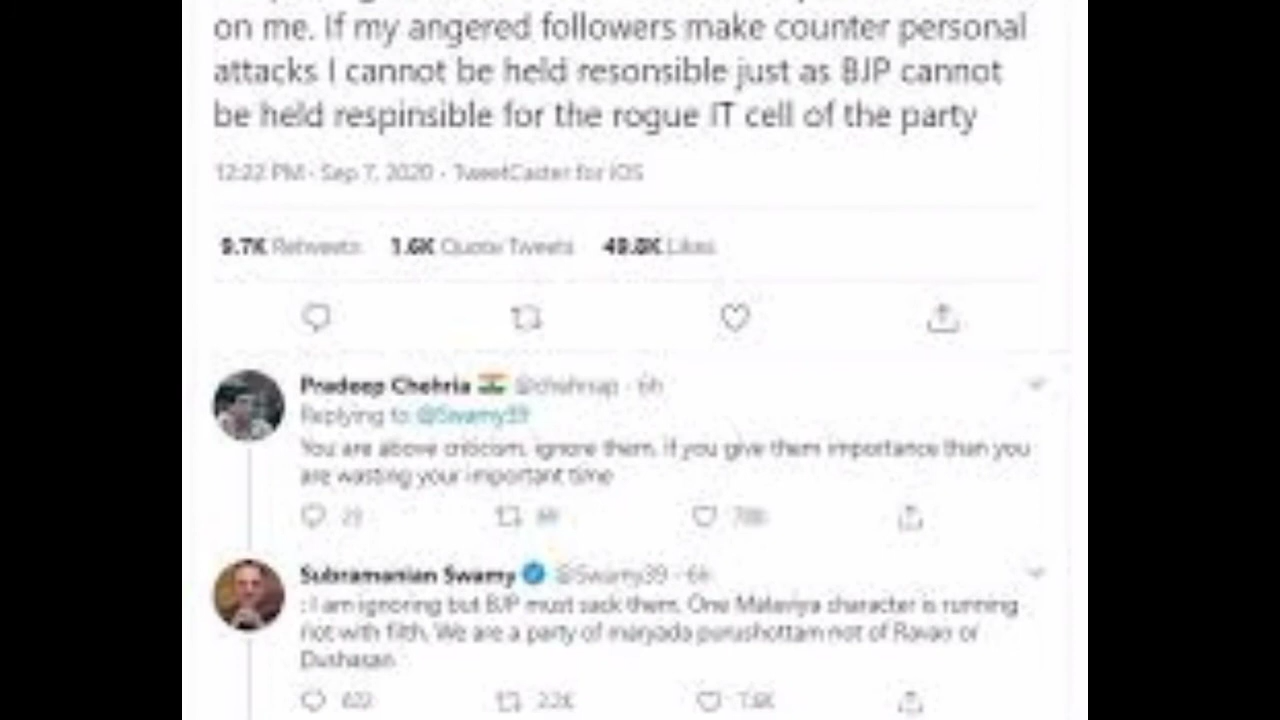 on me. If my angered followers make counter personal
attacks I cannot be held resonsible just as BJP cannot
be held respinsible for the rogue IT cell of the party
12:22 PM · Sep 7, 2020 · TweetCaster for iOS
9.7K Retweets 1.6K Quote Tweets 49.8K Likes
Pradeep Chehria @chehriap · 6h
Replying to @Swamy39
You are above criticism, ignore them. If you give them importance than you
are wasting your important time
Subramanian Swamy @Swamy39 · 6h
: I am ignoring but BJP must sack them. One Malaviya character is running
riot with filth. We are a party of maryada purushottam not of Ravan or
Dushasan
622 2.2K 7.6K